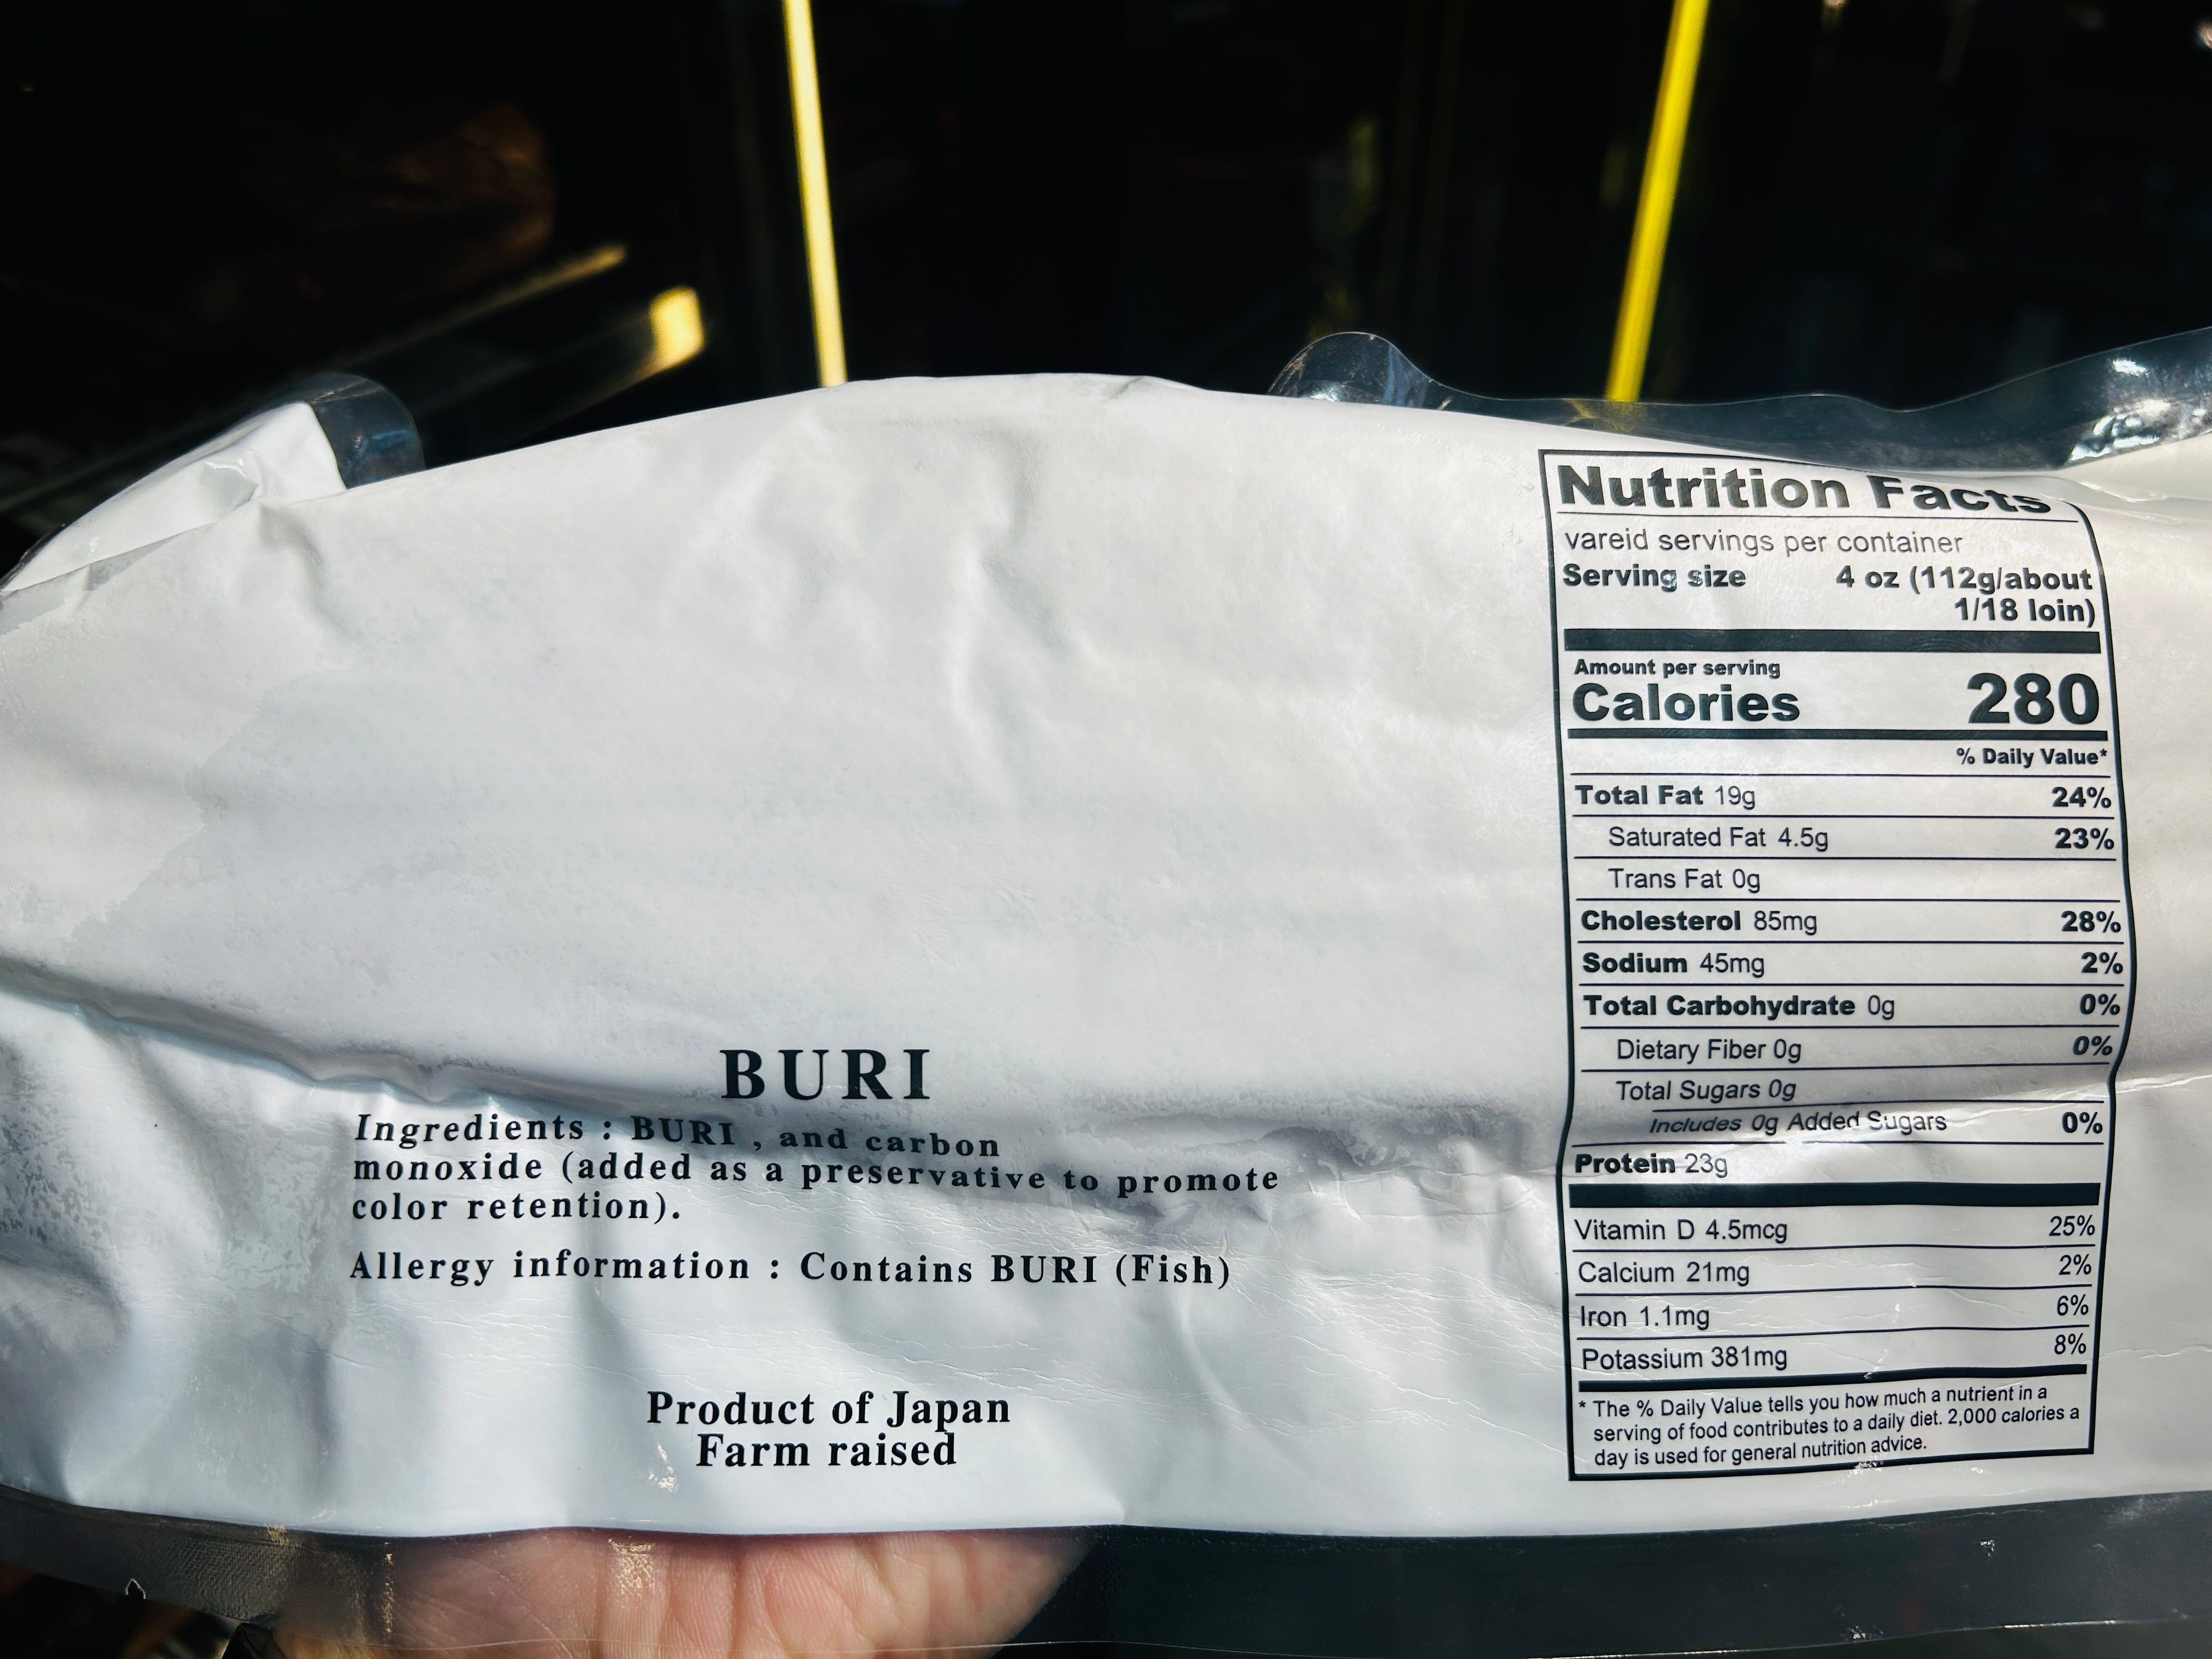 BURI
Ingredients : BURI , and carbon
monoxide (added as a preservative to promote
color retention).
Allergy information : Contains BURI (Fish)
Product of Japan
Farm raised
Nutrition Facts
vareid servings per container
Serving size 4 oz (112g/about
1/18 loin)
Amount per serving
Calories 280
% Daily Value*
Total Fat 19g 24%
Saturated Fat 4.5g 23%
Trans Fat 0g
Cholesterol 85mg 28%
Sodium 45mg 2%
Total Carbohydrate 0g 0%
Dietary Fiber 0g 0%
Total Sugars 0g
Includes 0g Added Sugars 0%
Protein 23g
Vitamin D 4.5mcg 25%
Calcium 21mg 2%
Iron 1.1mg 6%
Potassium 381mg 8%
* The % Daily Value tells you how much a nutrient in a
serving of food contributes to a daily diet. 2,000 calories a
day is used for general nutrition advice.